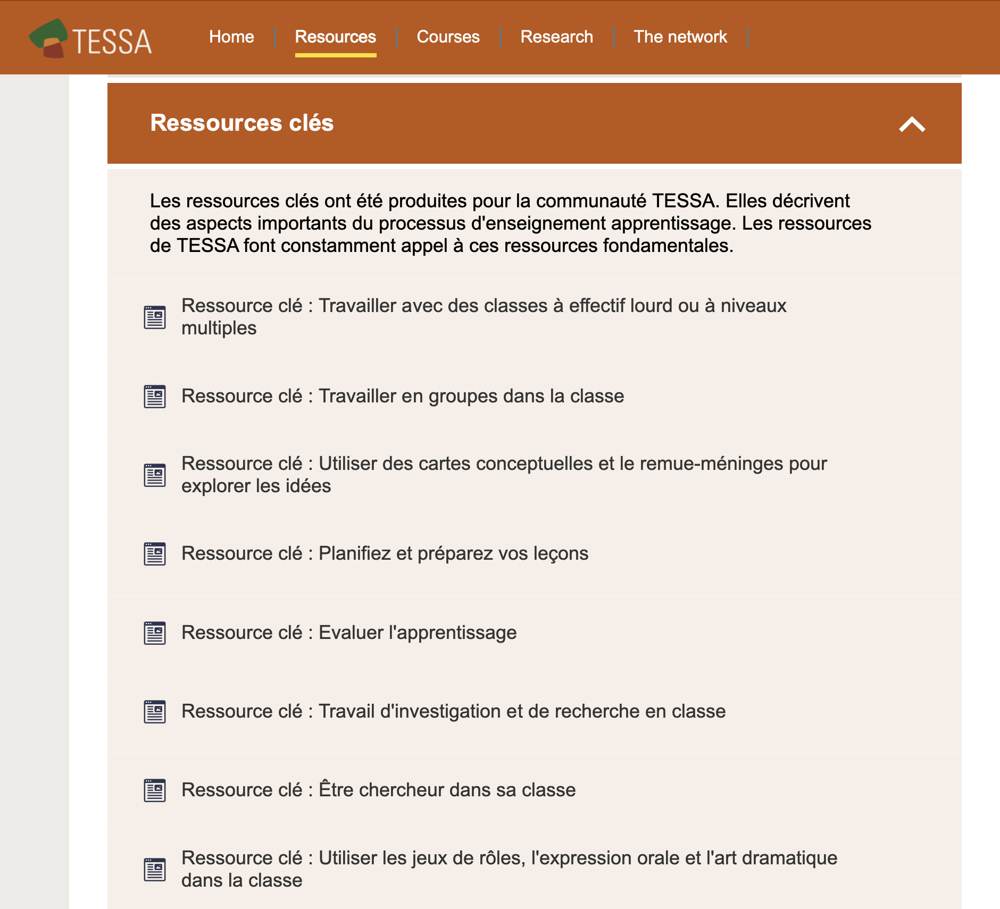 TESSA
Home
Resources
Courses
Research
The network
Ressources clés
Les ressources clés ont été produites pour la communauté TESSA. Elles décrivent
des aspects importants du processus d'enseignement apprentissage. Les ressources
de TESSA font constamment appel à ces ressources fondamentales.
Ressource clé : Travailler avec des classes à effectif lourd ou à niveaux
multiples
Ressource clé : Travailler en groupes dans la classe
Ressource clé : Utiliser des cartes conceptuelles et le remue-méninges pour
explorer les idées
Ressource clé : Planifiez et préparez vos leçons
Ressource clé : Evaluer l'apprentissage
Ressource clé : Travail d'investigation et de recherche en classe
Ressource clé : Être chercheur dans sa classe
Ressource clé : Utiliser les jeux de rôles, l'expression orale et l'art dramatique
dans la classe